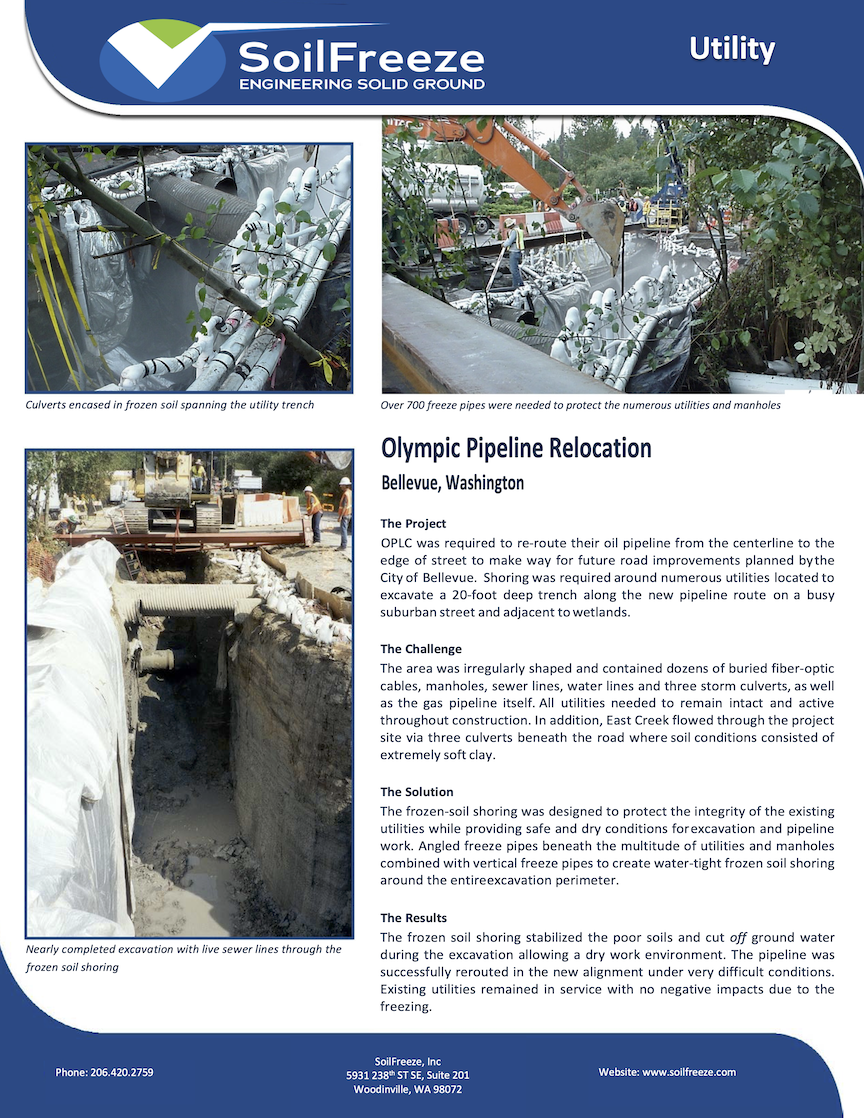 SoilFreeze
ENGINEERING SOLID GROUND
Utility
Culverts encased in frozen soil spanning the utility trench
Over 700 freeze pipes were needed to protect the numerous utilities and manholes
Nearly completed excavation with live sewer lines through the
frozen soil shoring
Olympic Pipeline Relocation
Bellevue, Washington
The Project
OPLC was required to re-route their oil pipeline from the centerline to the
edge of street to make way for future road improvements planned bythe
City of Bellevue. Shoring was required around numerous utilities located to
excavate a 20-foot deep trench along the new pipeline route on a busy
suburban street and adjacent to wetlands.
The Challenge
The area was irregularly shaped and contained dozens of buried fiber-optic
cables, manholes, sewer lines, water lines and three storm culverts, as well
as the gas pipeline itself. All utilities needed to remain intact and active
throughout construction. In addition, East Creek flowed through the project
site via three culverts beneath the road where soil conditions consisted of
extremely soft clay.
The Solution
The frozen-soil shoring was designed to protect the integrity of the existing
utilities while providing safe and dry conditions forexcavation and pipeline
work. Angled freeze pipes beneath the multitude of utilities and manholes
combined with vertical freeze pipes to create water-tight frozen soil shoring
around the entireexcavation perimeter.
The Results
The frozen soil shoring stabilized the poor soils and cut off ground water
during the excavation allowing a dry work environment. The pipeline was
successfully rerouted in the new alignment under very difficult conditions.
Existing utilities remained in service with no negative impacts due to the
freezing.
Phone: 206.420.2759
SoilFreeze, Inc
5931 238th ST SE, Suite 201
Woodinville, WA 98072
Website: www.soilfreeze.com